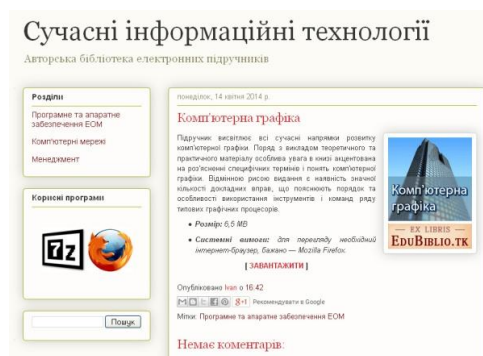 Сучасні інформаційні технології
Авторська бібліотека електронних підручників
Розділи
Програмне та апаратне
забезпечення ЕОМ
Комп'ютерні мережі
Менеджмент
Корисні програми
7z
Пошук
понеділок, 14 квітня 2014 р.
Комп'ютерна графіка
Підручник висвітлює всі сучасні напрямки розвитку
комп'ютерної графіки. Поряд з викладом теоретичного та
практичного матеріалу особлива увага в книзі акцентована
на роз'ясненні специфічних термінів і понять комп'ютерної
графіки. Відмінною рисою видання є наявність значної
кількості докладних вправ, що пояснюють порядок та
особливості використання інструментів і команд ряду
типових графічних процесорів.
Комп'ютерна
графіка
EX LIBRIS
EDUBIBLIO.TK
• Розмір: 6,5 MB
• Системні вимоги: для перегляду необхідний
інтернет-браузер, бажано — Mozilla Firefox.
[ ЗАВАНТАЖИТИ ]
Опубліковано Ivan о 16:42
g+1 Рекомендувати в Google
Мітки: Програмне та апаратне забезпечення ЕОМ
Немає коментарів: